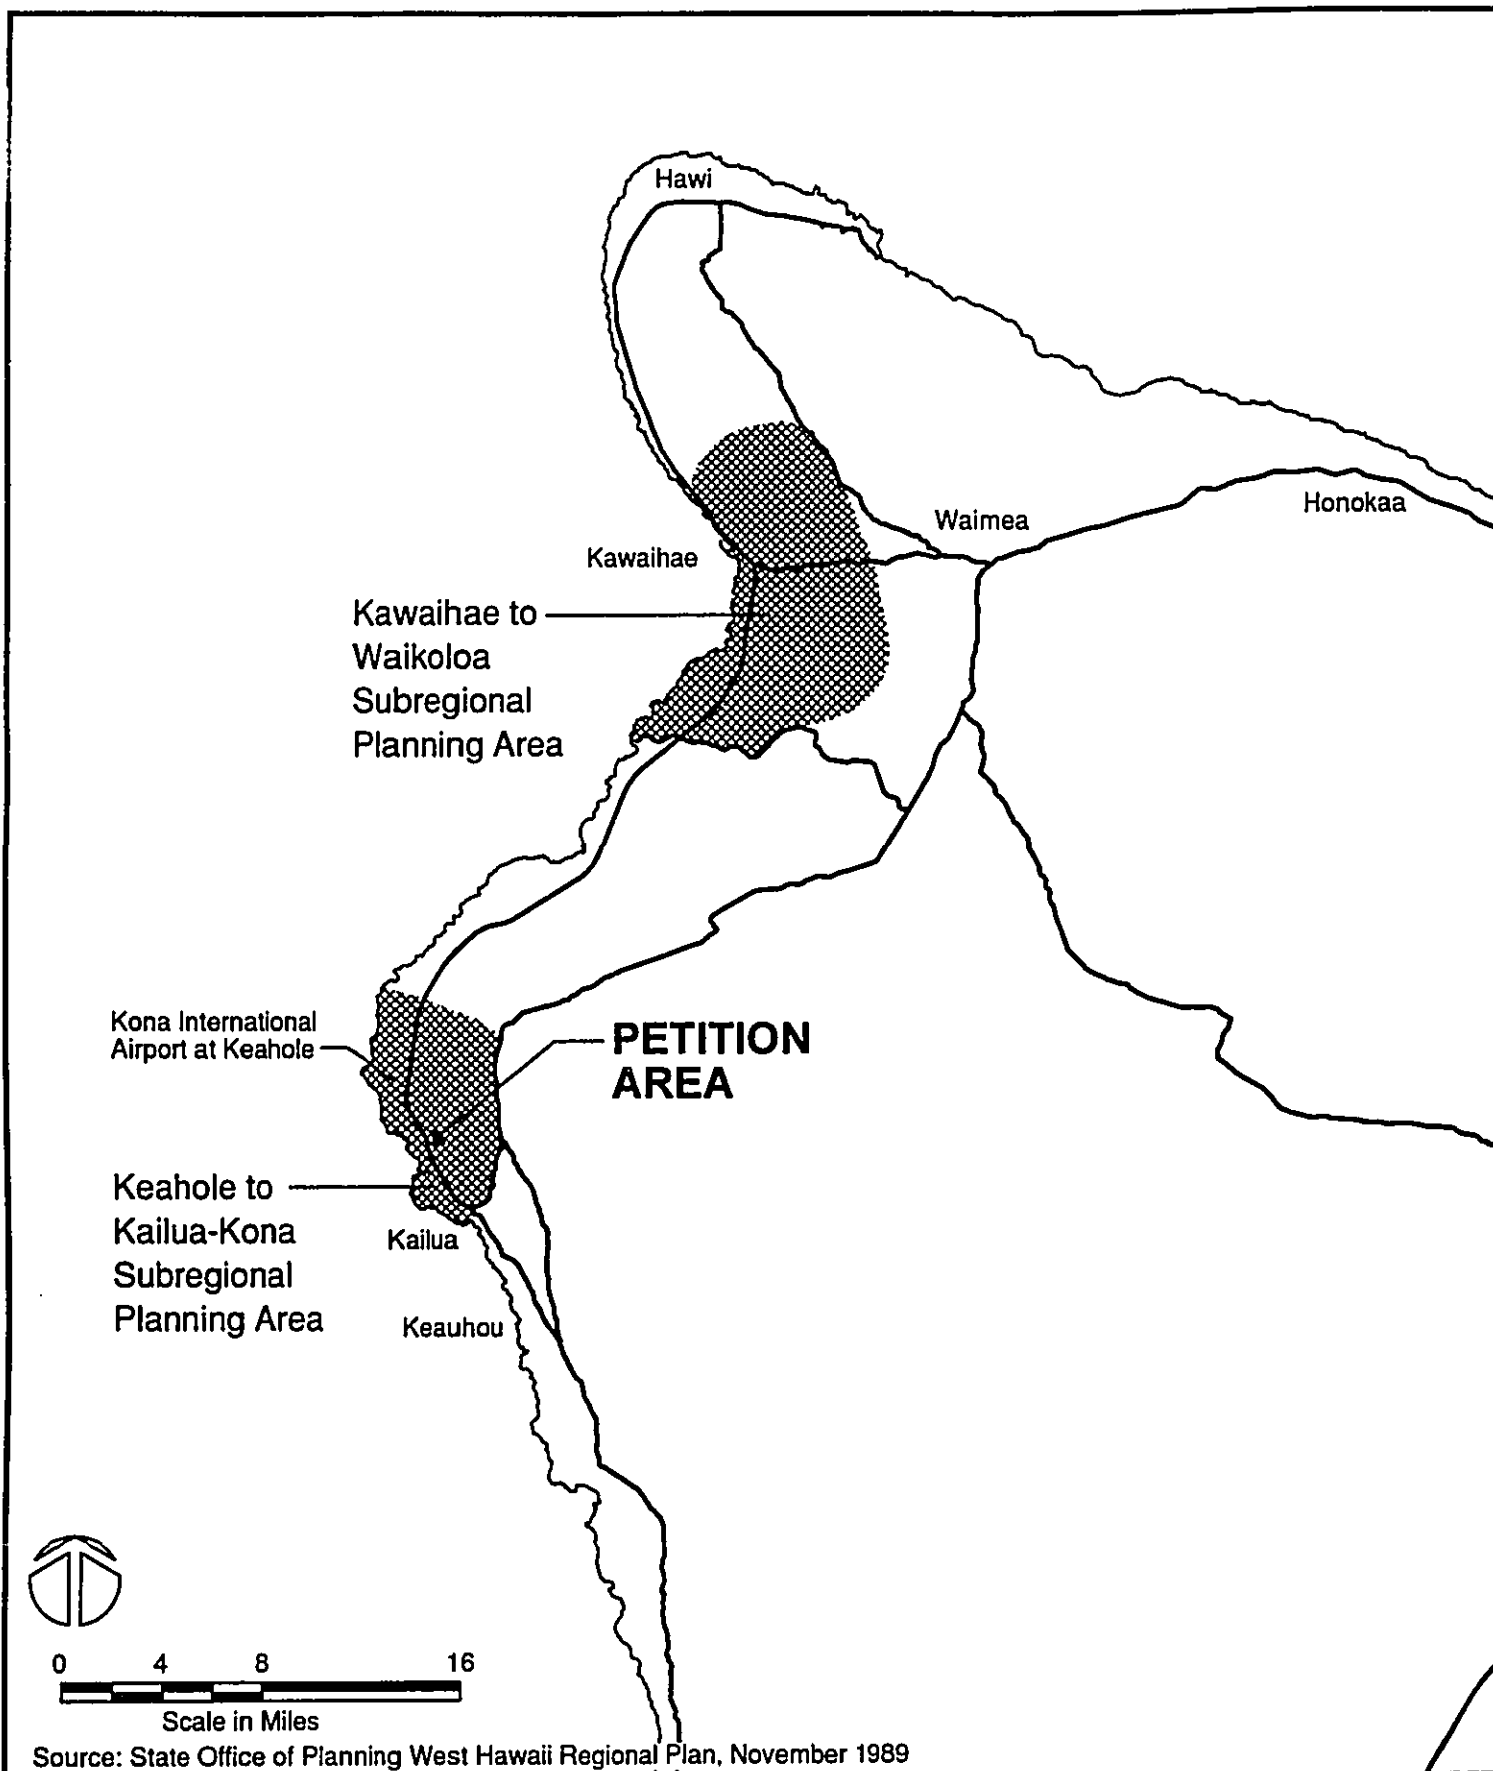 Hawi
Honokaa
Waimea
Kawaihae
Kawaihae to
Waikoloa
Subregional
Planning Area
Kona International
Airport at Keahole
PETITION
AREA
Keahole to
Kailua-Kona
Subregional
Planning Area
Kailua
Keauhou
0 4 8 16
Scale in Miles
Source: State Office of Planning West Hawaii Regional Plan, November 1989